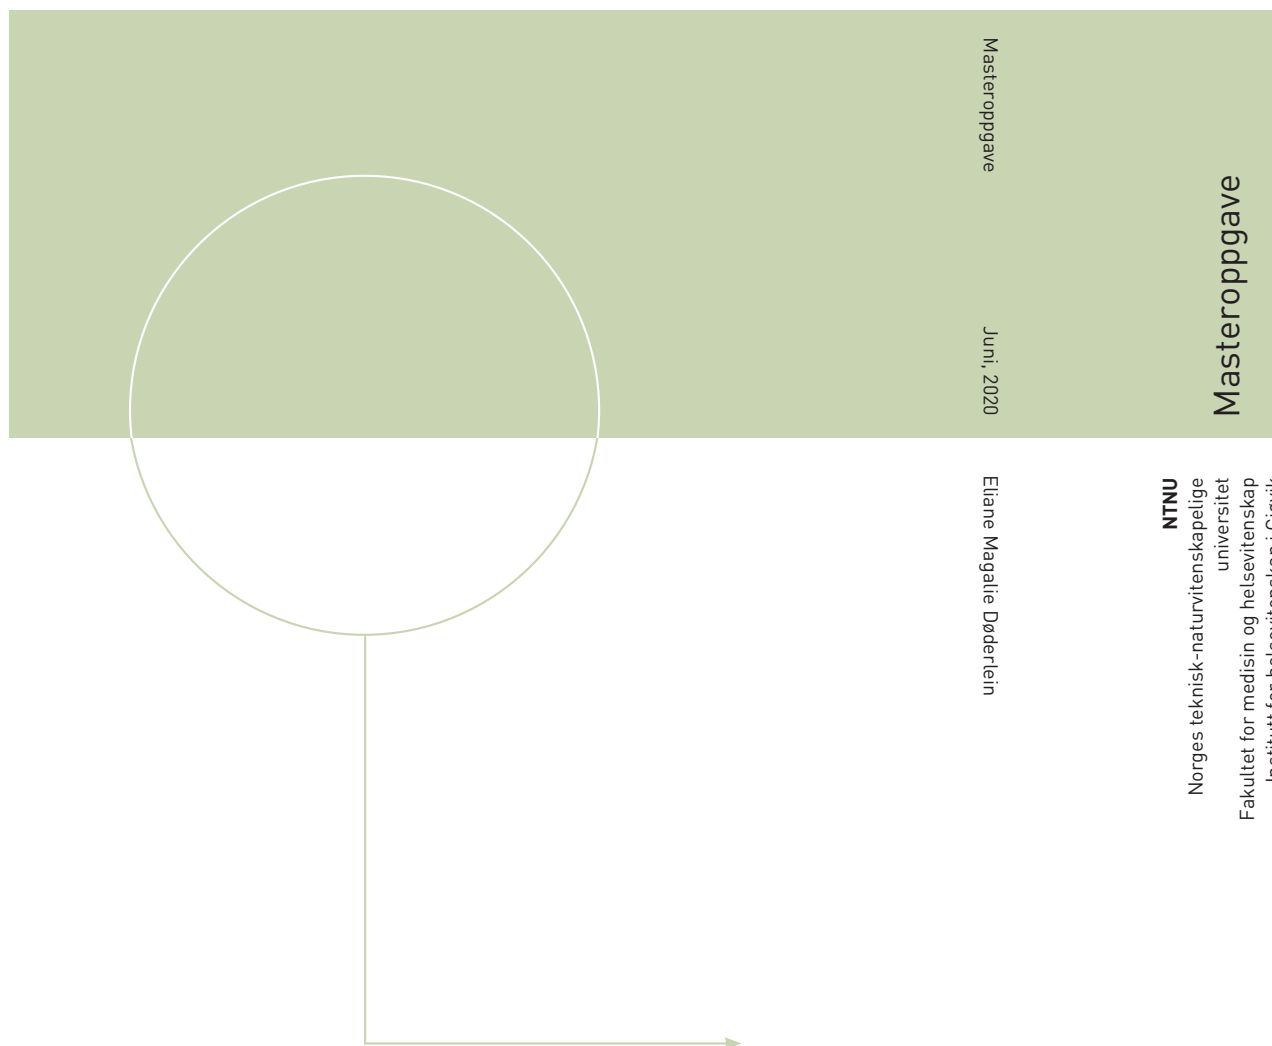 Masteroppgave
Juni, 2020
Eliane Magalie Døderlein
Masteroppgave
NTNU
Norges teknisk-naturvitenskapelige
universitet
Fakultet for medisin og helsevitenskap